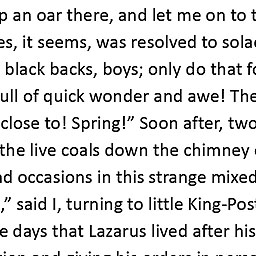 p an oar there, and let me on to t
es, it seems, was resolved to solac
black backs, boys; only do that fo
ull of quick wonder and awe! The
close to! Spring!” Soon after, two
the live coals down the chimney
nd occasions in this strange mixed
,” said I, turning to little King-Post
e days that Lazarus lived after his